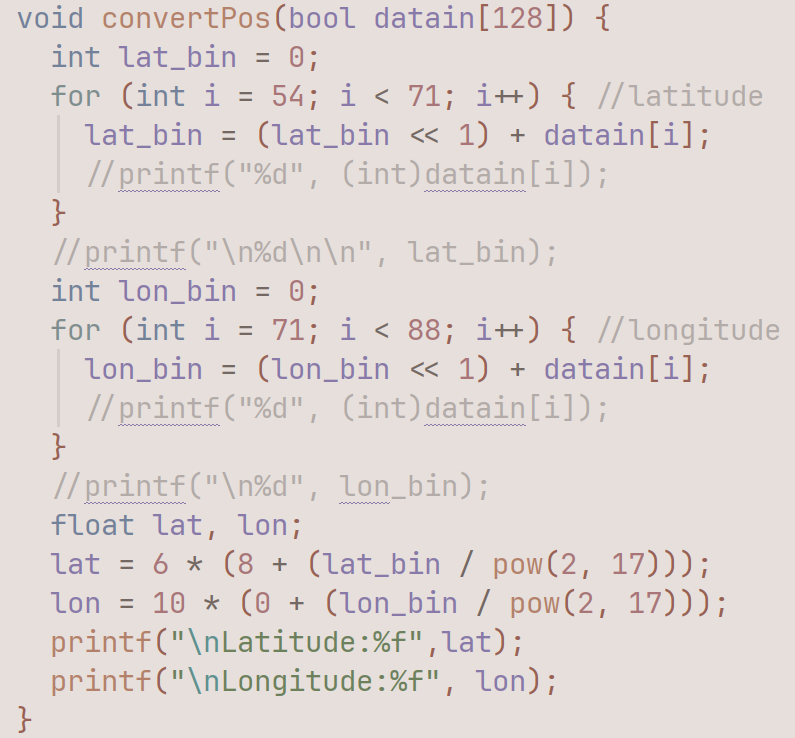 void convertPos(bool datain[128]) {
int lat_bin = 0;
for (int i = 54; i < 71; i++) { //latitude
lat_bin = (lat_bin << 1) + datain[i];
//printf("%d", (int)datain[i]);
}
//printf("\n%d\n\n", lat_bin);
int lon_bin = 0;
for (int i = 71; i < 88; i++) { //longitude
lon_bin = (lon_bin << 1) + datain[i];
//printf("%d", (int)datain[i]);
}
//printf("\n%d", lon_bin);
float lat, lon;
lat = 6 * (8 + (lat_bin / pow(2, 17)));
lon = 10 * (0 + (lon_bin / pow(2, 17)));
printf("\nLatitude:%f",lat);
printf("\nLongitude:%f", lon);
}